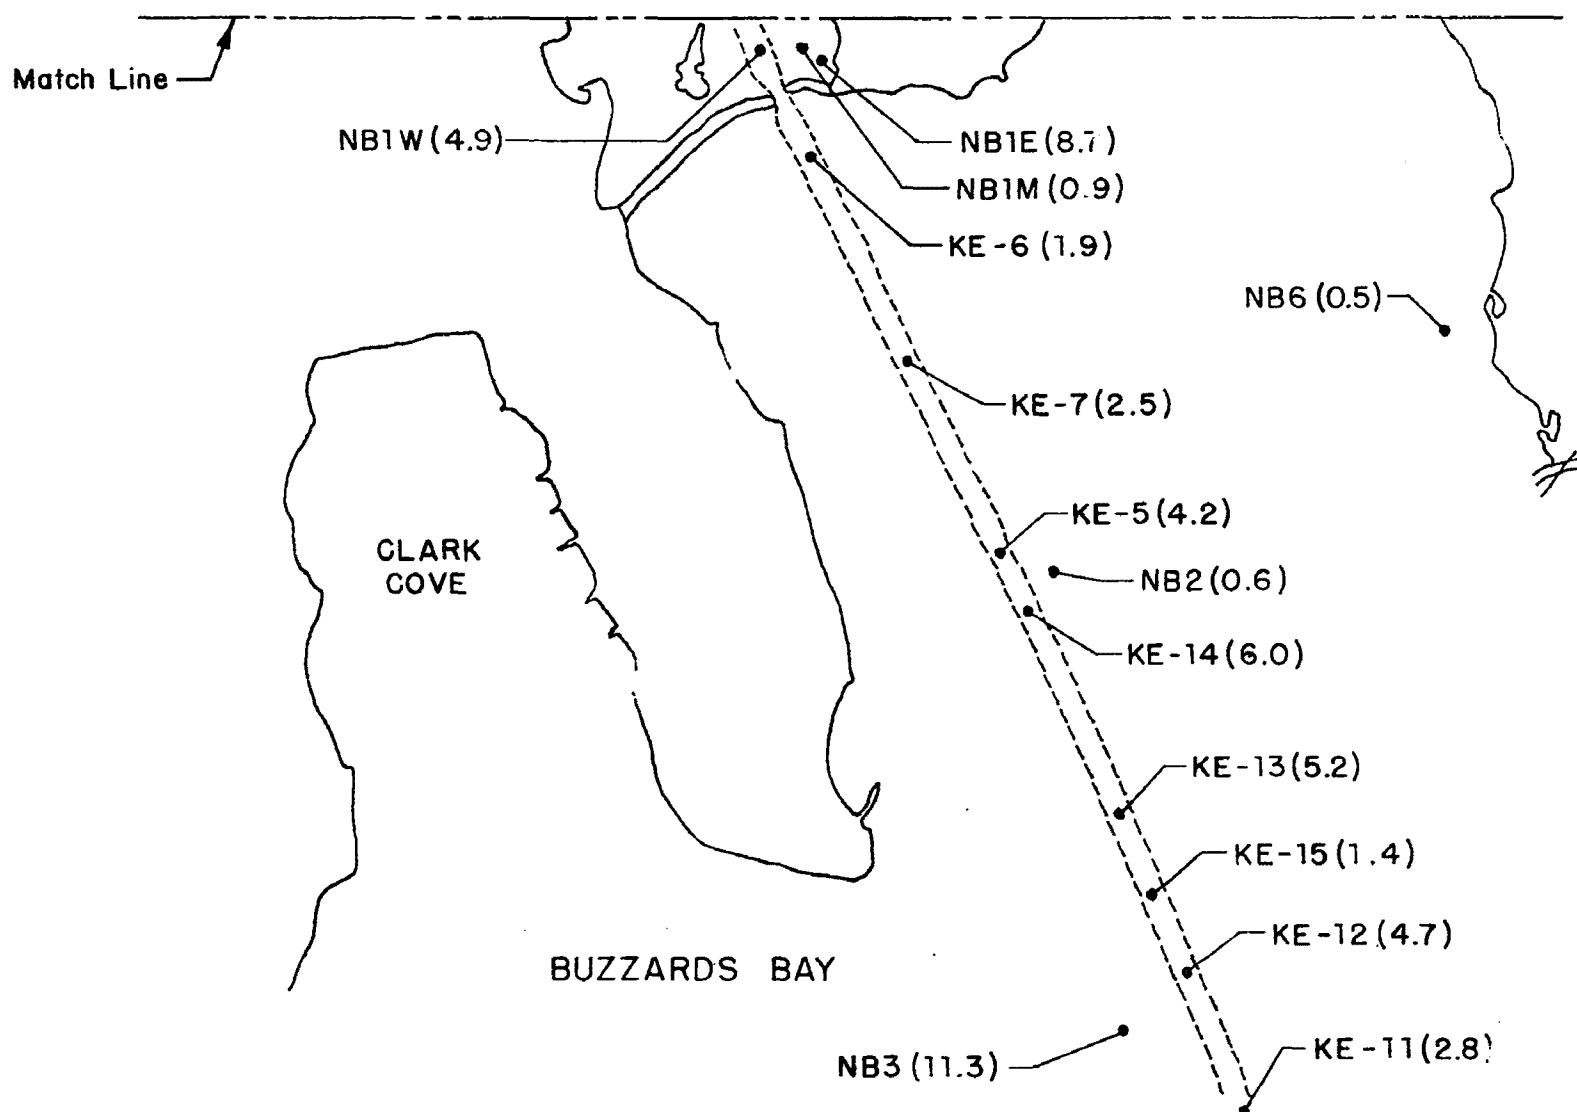 Match Line
NB1W (4.9)
NB1E (8.7)
NB1M (0.9)
KE-6 (1.9)
NB6 (0.5)
KE-7 (2.5)
KE-5 (4.2)
CLARK
COVE
NB2 (0.6)
KE-14 (6.0)
KE-13 (5.2)
KE-15 (1.4)
KE-12 (4.7)
BUZZARDS BAY
KE-11 (2.8)
NB3 (11.3)